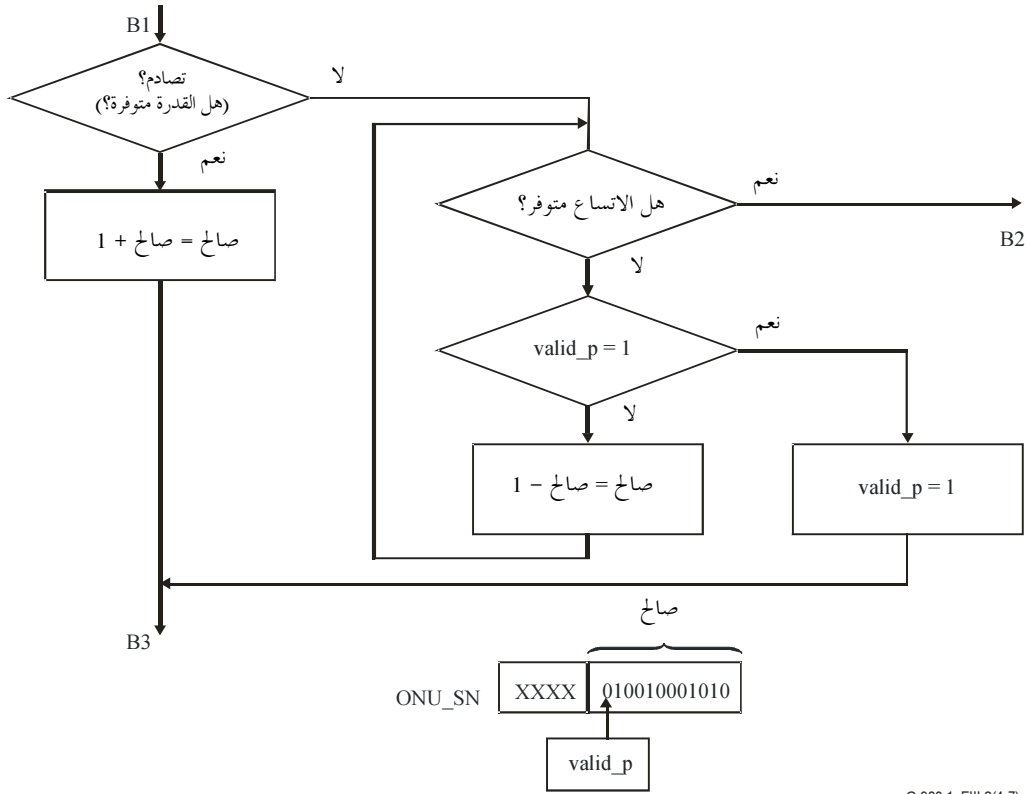 B1
تصادم؟
(هل القدرة متوفرة؟)
لا
نعم
صالح = صالح + 1
هل الاتساع متوفر؟
نعم
B2
لا
valid_p = 1
نعم
لا
صالح = صالح – 1
valid_p = 1
B3
صالح
ONU_SN XXXX 010010001010
valid_p